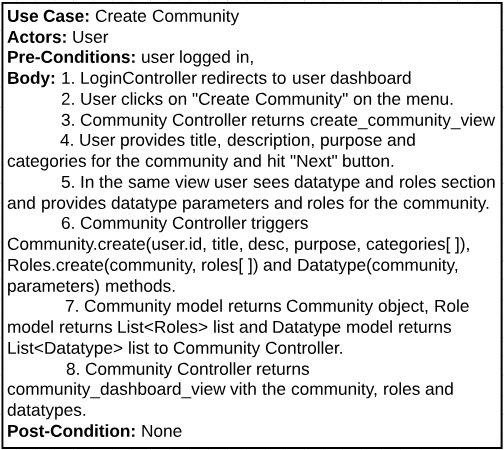 Use Case: Create Community
Actors: User
Pre-Conditions: user logged in,
Body: 1. LoginController redirects to user dashboard
2. User clicks on "Create Community" on the menu.
3. Community Controller returns create_community_view
4. User provides title, description, purpose and
categories for the community and hit "Next" button.
5. In the same view user sees datatype and roles section
and provides datatype parameters and roles for the community.
6. Community Controller triggers
Community.create(user.id, title, desc, purpose, categories[ ]),
Roles.create(community, roles[ ]) and Datatype(community,
parameters) methods.
7. Community model returns Community object, Role
model returns List<Roles> list and Datatype model returns
List<Datatype> list to Community Controller.
8. Community Controller returns
community_dashboard_view vith the community, roles and
datatypes.
Post-Condition: None